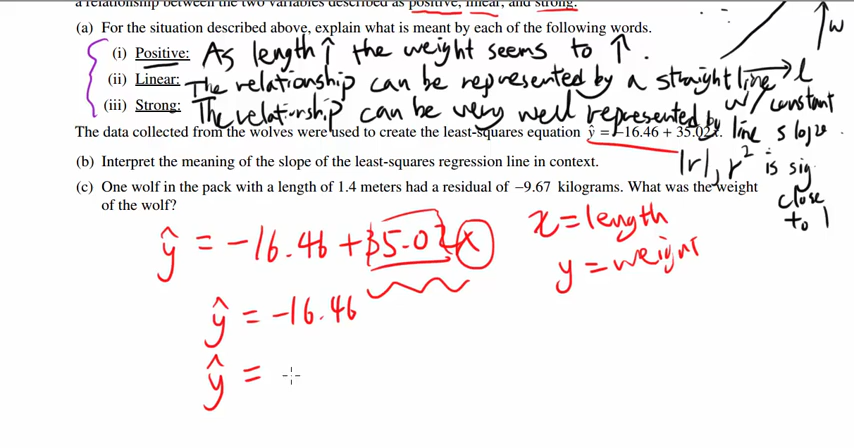 a relationship between the two variables described as positive, linear, and strong.
(a) For the situation described above, explain what is meant by each of the following words.
(i) Positive: As length ↑ the weight seems to ↑.
(ii) Linear: The relationship can be represented by a straight line
(iii) Strong: The relationship can be very well represented by line
w
l
w/ constant
slope
The data collected from the wolves were used to create the least-squares equation ŷ = −16.46 + 35.02x.
|r|, r² is sig
close
to 1
(b) Interpret the meaning of the slope of the least-squares regression line in context.
(c) One wolf in the pack with a length of 1.4 meters had a residual of −9.67 kilograms. What was the weight
of the wolf?
ŷ = -16.46 + 35.02x
x = length
y = weight
ŷ = -16.46
ŷ =